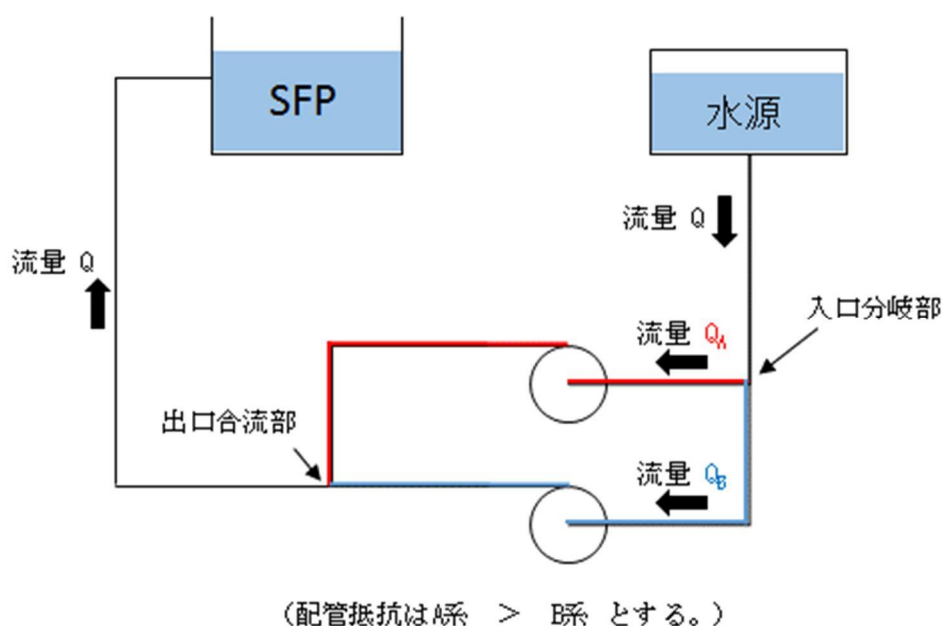 SFP
水源
流量 Q
流量 Q
入口分岐部
流量 QA
出口合流部
流量 QB
（配管抵抗はA系 ＞ B系 とする。）